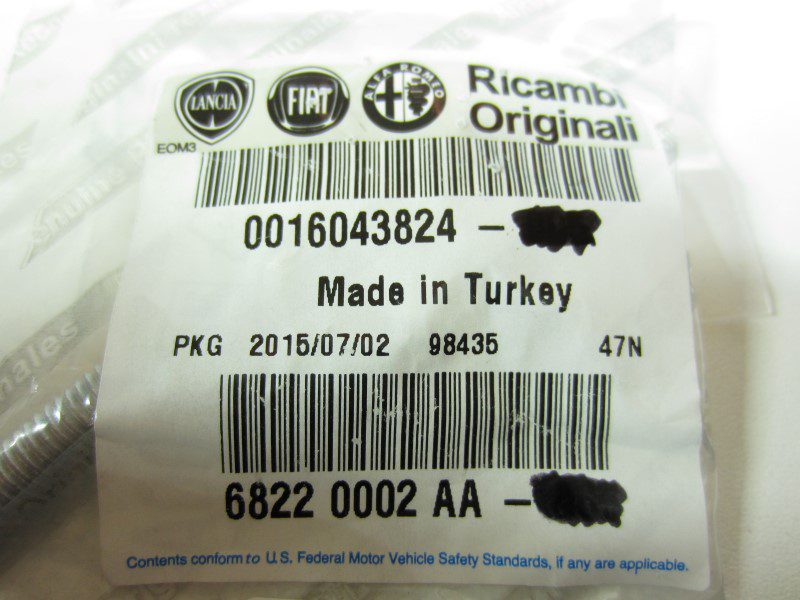 LANCIA FIAT ALFA ROMEO Ricambi
Originali
EOM3
0016043824 –
Made in Turkey
PKG 2015/07/02 98435 47N
6822 0002 AA –
Contents conform to U.S. Federal Motor Vehicle Safety Standards, if any are applicable.